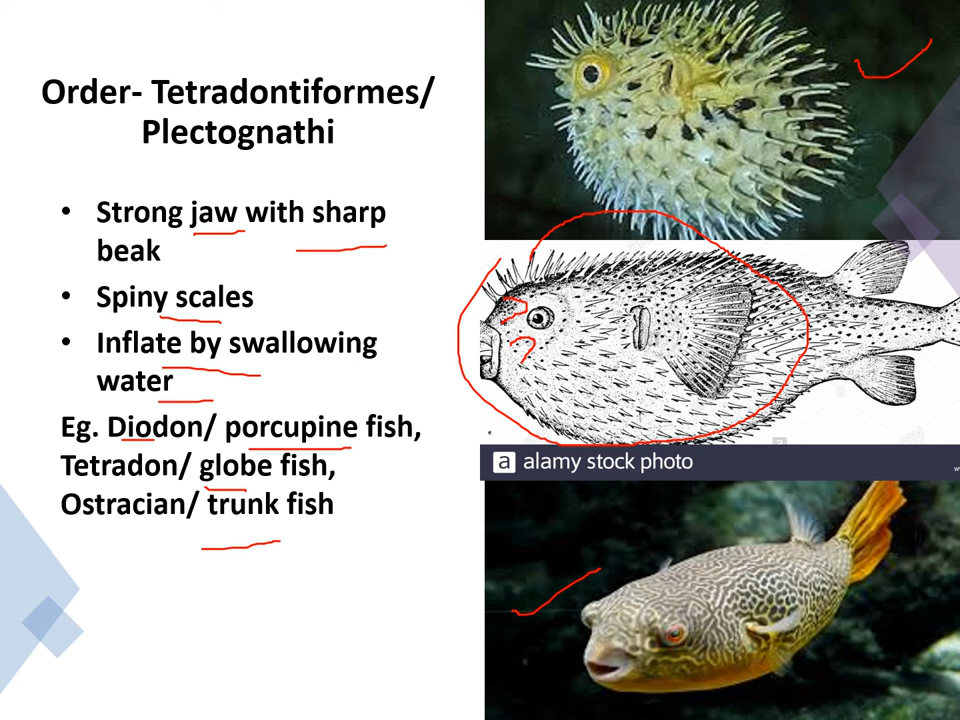 Order- Tetradontiformes/
Plectognathi
• Strong jaw with sharp
beak
• Spiny scales
• Inflate by swallowing
water
Eg. Diodon/ porcupine fish,
Tetradon/ globe fish,
Ostracian/ trunk fish
a alamy stock photo